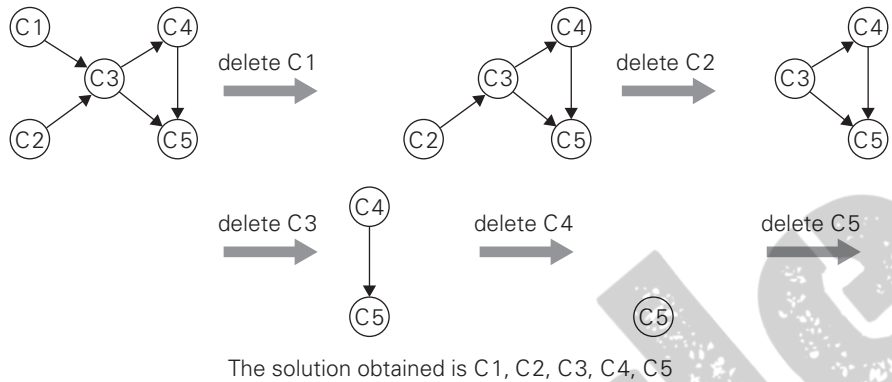 C1 C4 C4 C4
delete C1 delete C2
C3 C3 C3
C2 C5 C2 C5 C5
delete C3 C4 delete C4 delete C5
C5 C5
The solution obtained is C1, C2, C3, C4, C5